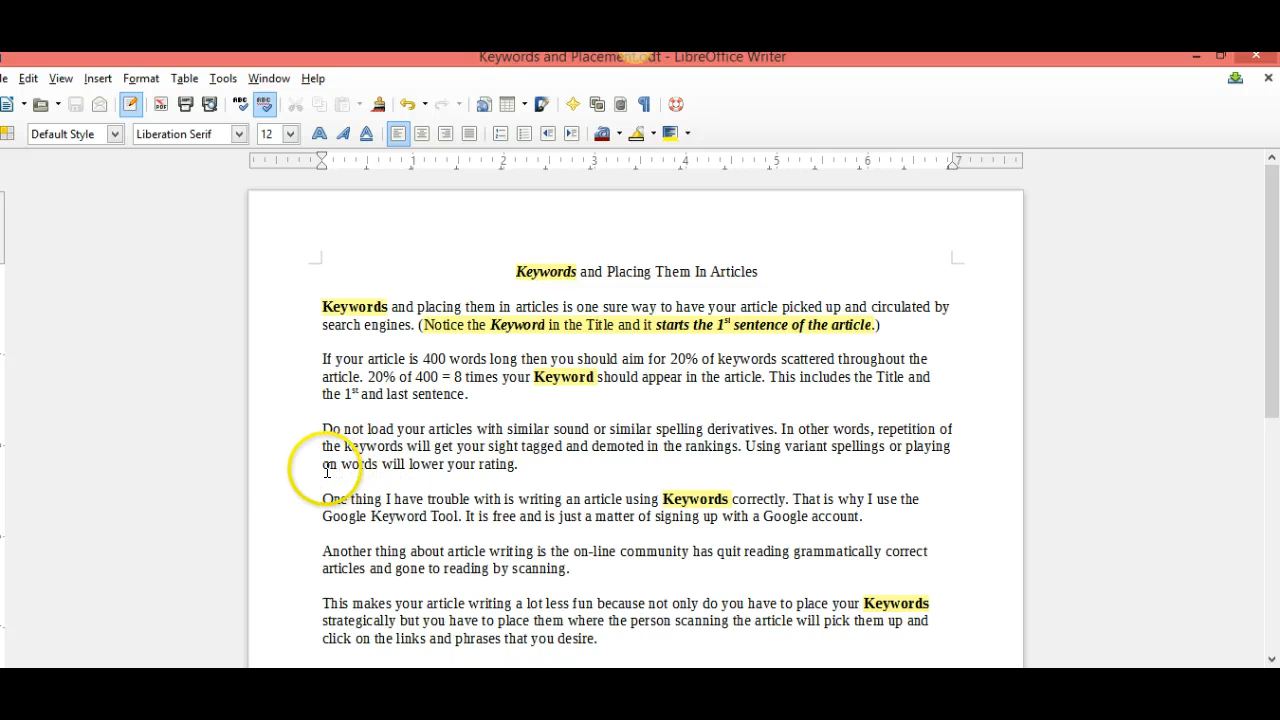 Keywords and Placement.odt - LibreOffice Writer
Edit View Insert Format Table Tools Window Help
Default Style Liberation Serif 12
1 2 3 4 5 6 7
Keywords and Placing Them In Articles
Keywords and placing them in articles is one sure way to have your article picked up and circulated by
search engines. (Notice the Keyword in the Title and it starts the 1st sentence of the article.)
If your article is 400 words long then you should aim for 20% of keywords scattered throughout the
article. 20% of 400 = 8 times your Keyword should appear in the article. This includes the Title and
the 1st and last sentence.
Do not load your articles with similar sound or similar spelling derivatives. In other words, repetition of
the keywords will get your sight tagged and demoted in the rankings. Using variant spellings or playing
on words will lower your rating.
One thing I have trouble with is writing an article using Keywords correctly. That is why I use the
Google Keyword Tool. It is free and is just a matter of signing up with a Google account.
Another thing about article writing is the on-line community has quit reading grammatically correct
articles and gone to reading by scanning.
This makes your article writing a lot less fun because not only do you have to place your Keywords
strategically but you have to place them where the person scanning the article will pick them up and
click on the links and phrases that you desire.